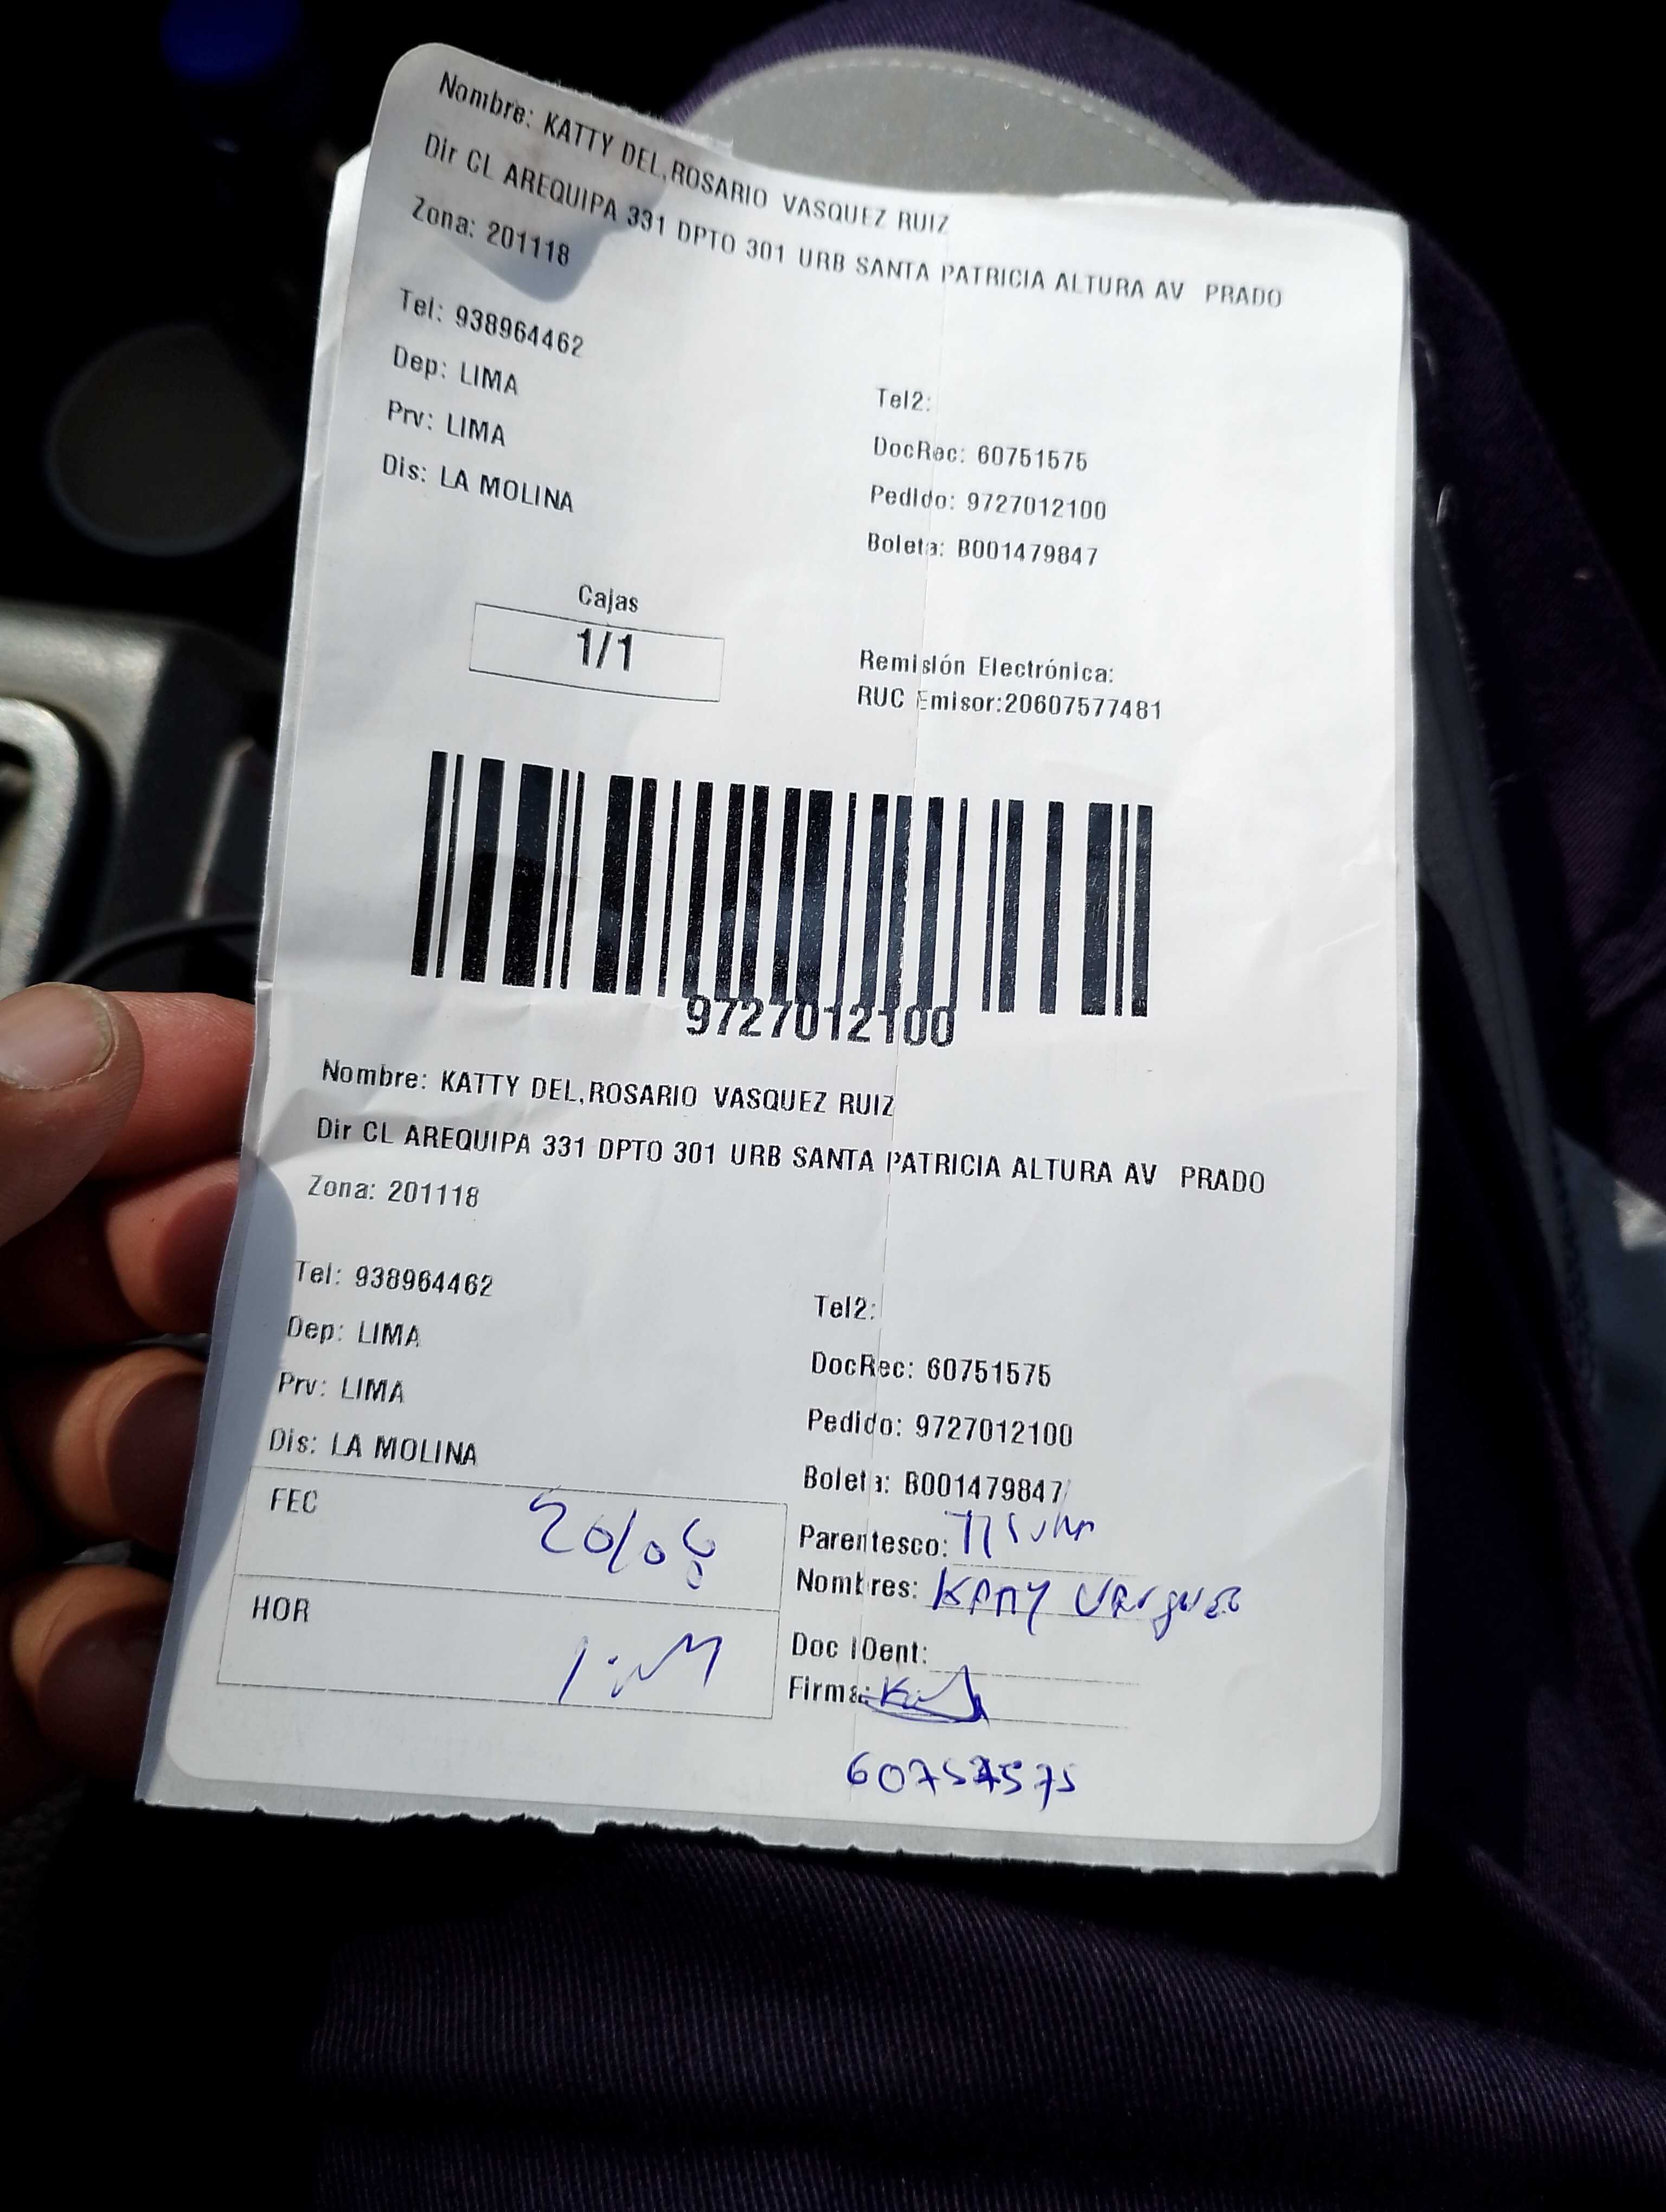 Nombre: KATTY DEL,ROSARIO VASQUEZ RUIZ
Dir CL AREQUIPA 331 DPTO 301 URB SANTA PATRICIA ALTURA AV PRADO
Zona: 201118
Tel: 938964462
Tel2:
Dep: LIMA
DocRec: 60751575
Prv: LIMA
Pedido: 9727012100
Dis: LA MOLINA
Boleta: B001479847
Cajas
1/1
Remisión Electrónica:
RUC Emisor:20607577481
9727012100
Nombre: KATTY DEL,ROSARIO VASQUEZ RUIZ
Dir CL AREQUIPA 331 DPTO 301 URB SANTA PATRICIA ALTURA AV PRADO
Zona: 201118
Tel: 938964462
Tel2:
Dep: LIMA
DocRec: 60751575
Prv: LIMA
Pedido: 9727012100
Dis: LA MOLINA
Boleta: B001479847
FEC 20/08
Parentesco:
Nombres:
HOR
Doc IDent:
Firma:
60751575